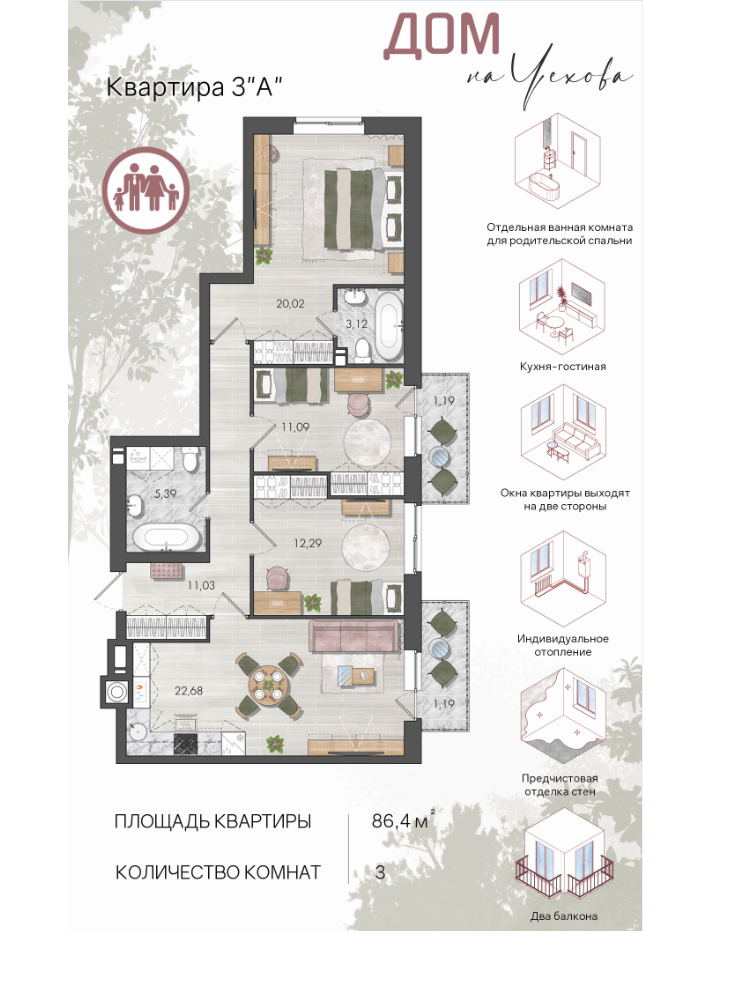 ДОМ
на Чехова
Квартира 3"А"
Отдельная ванная комната
для родительской спальни
20,02
3,12
Кухня-гостиная
1,19
11,09
5,39
Окна квартиры выходят
на две стороны
12,29
11,03
Индивидуальное
отопление
22,68
1,19
Предчистовая
отделка стен
ПЛОЩАДЬ КВАРТИРЫ 86,4 м²
КОЛИЧЕСТВО КОМНАТ 3
Два балкона